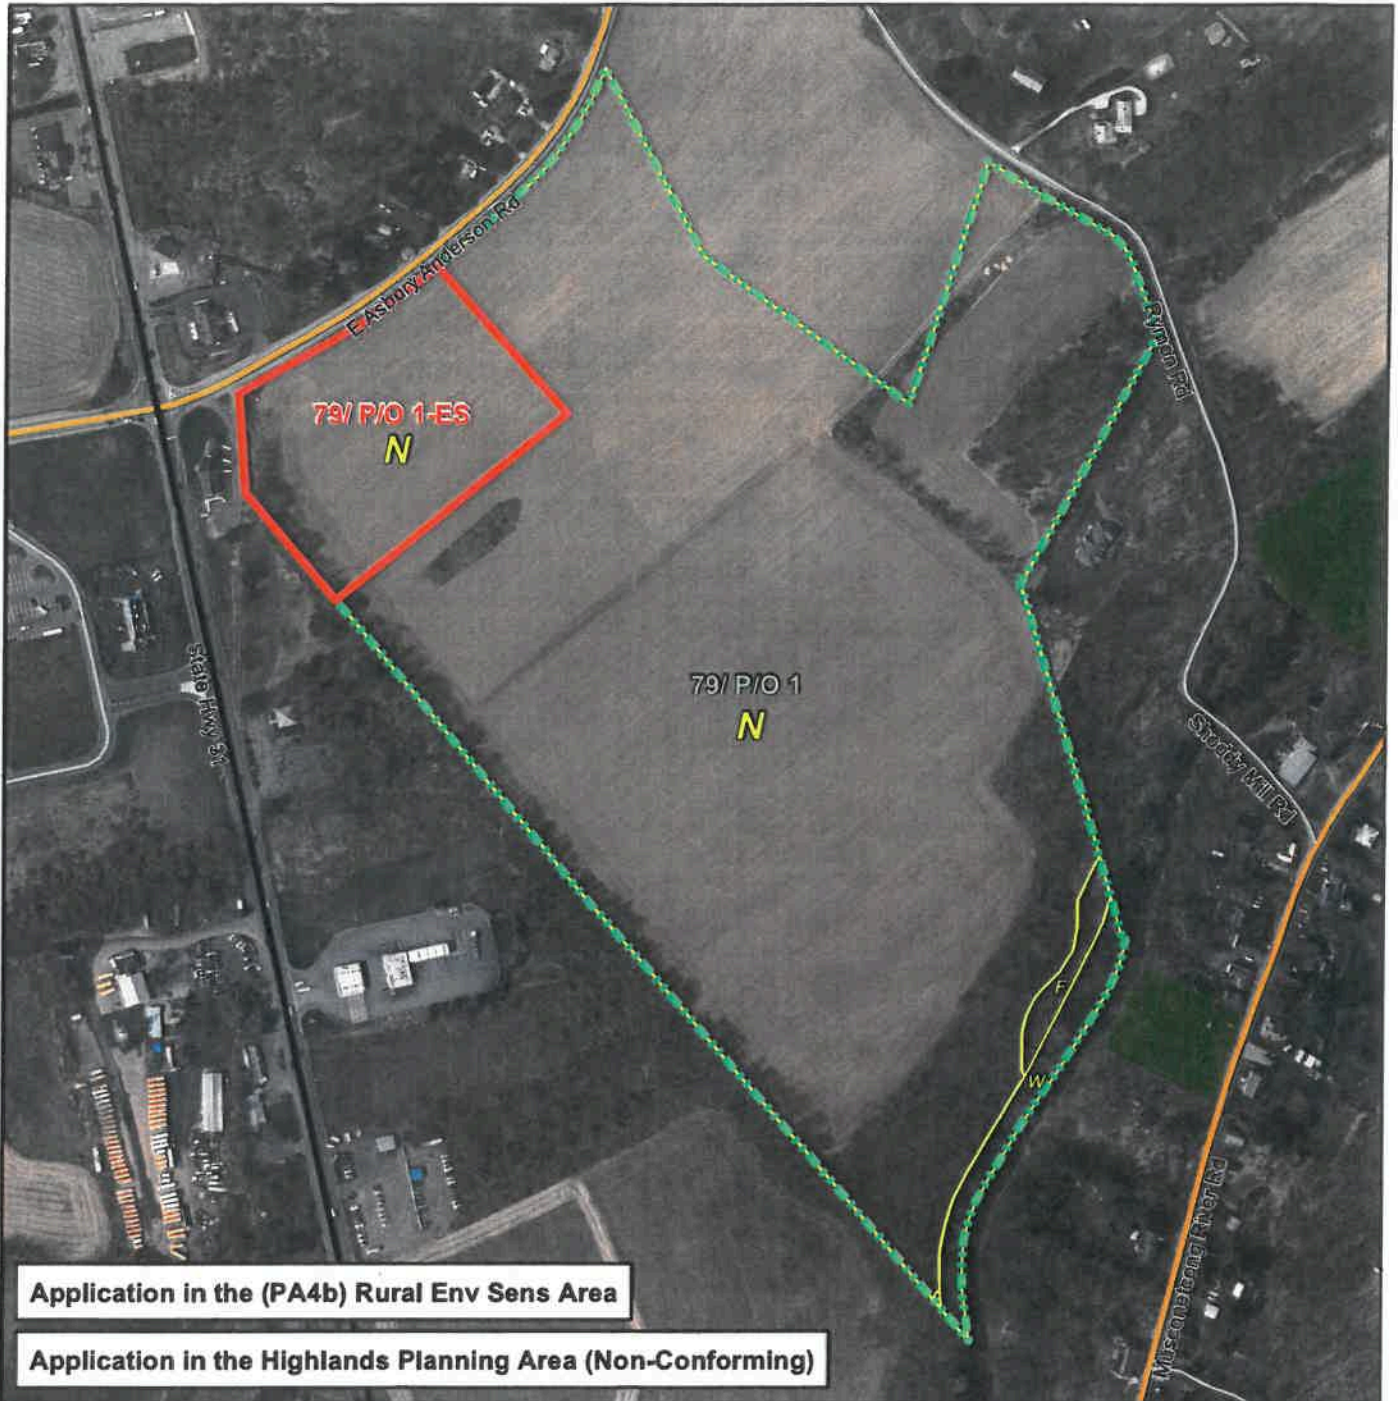 E Asbury Anderson Rd
Rymon Rd
79/ P/O 1-ES
N
State Hwy 31
79/ P/O 1
N
Shoddy Mill Rd
F
W
Musconetcong River Rd
Application in the (PA4b) Rural Env Sens Area
Application in the Highlands Planning Area (Non-Conforming)